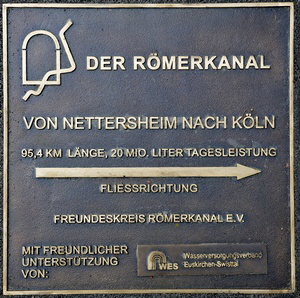 DER RÖMERKANAL
VON NETTERSHEIM NACH KÖLN
95,4 KM LÄNGE, 20 MIO. LITER TAGESLEISTUNG
FLIESSRICHTUNG
FREUNDESKREIS RÖMERKANAL E.V.
MIT FREUNDLICHER
UNTERSTÜTZUNG
VON:
WES
Wasserversorgungsverband
Euskirchen-Swisttal